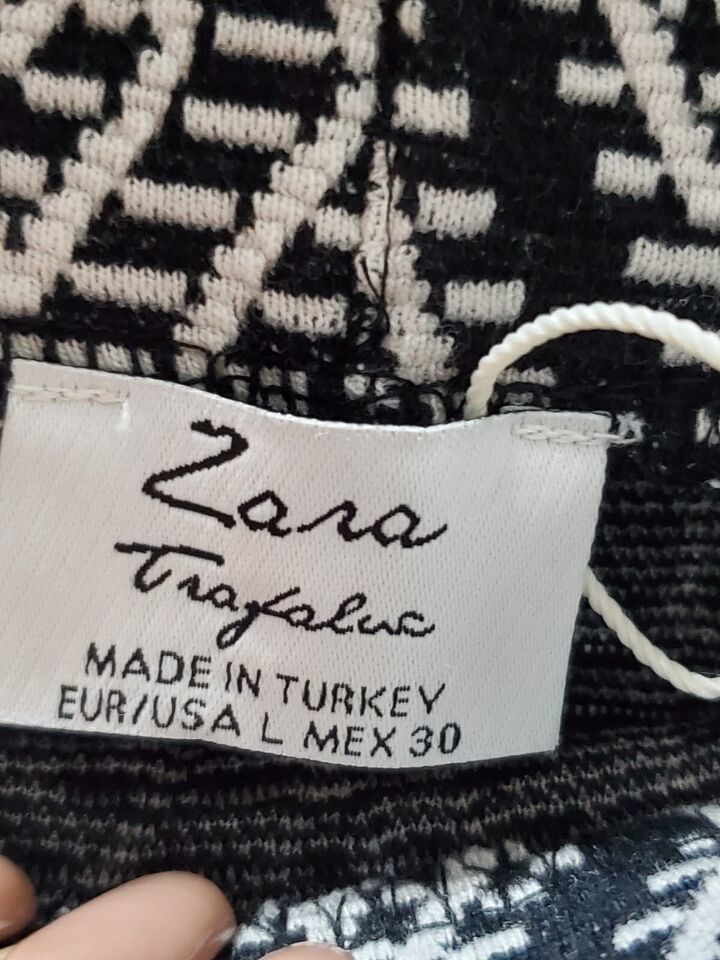 Zara
Trafaluc
MADE IN TURKEY
EUR/USA L MEX 30